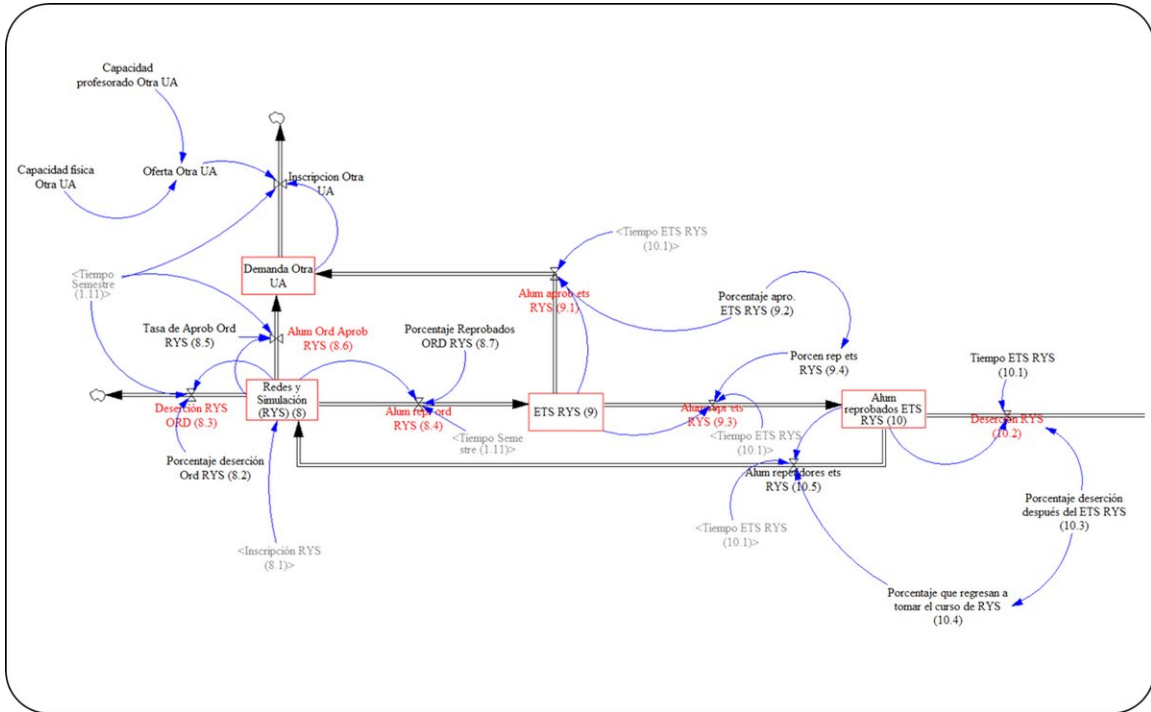 Capacidad
profesorado Otra UA
Capacidad fisica
Otra UA
Oferta Otra UA
Inscripcion Otra
UA
<Tiempo ETS RYS
(10.1)>
<Tiempo
Semestre
(1.11)>
Demanda Otra
UA
Alum aprob ets
RYS (9.1)
Porcentaje apro.
ETS RYS (9.2)
Tasa de Aprob Ord
RYS (8.5)
Alum Ord Aprob
RYS (8.6)
Porcentaje Reprobados
ORD RYS (8.7)
Porcen rep ets
RYS (9.4)
Tiempo ETS RYS
(10.1)
Deserción RYS
ORD (8.3)
Redes y
Simulación
(RYS) (8)
Alum repr ord
RYS (8.4)
ETS RYS (9)
Alum repr ets
RYS (9.3)
Alum
reprobados ETS
RYS (10)
Deserción RYS
(10.2)
<Tiempo Seme
stre (1.11)>
<Tiempo ETS RYS
(10.1)>
Porcentaje deserción
Ord RYS (8.2)
Alum repetidores ets
RYS (10.5)
Porcentaje deserción
después del ETS RYS
(10.3)
<Tiempo ETS RYS
(10.1)>
<Inscripción RYS
(8.1)>
Porcentaje que regresan a
tomar el curso de RYS
(10.4)